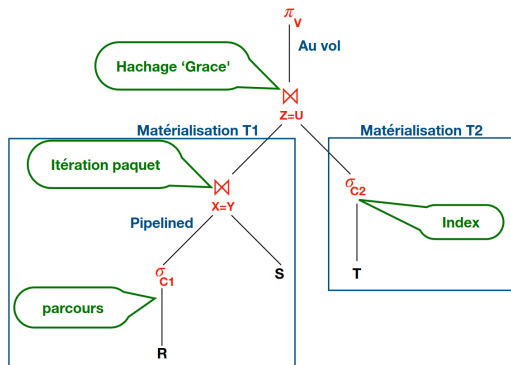 π V
Au vol
Hachage ‘Grace'
⋈
Z=U
Matérialisation T1
Matérialisation T2
Itération paquet
⋈
X=Y
σ C2
Pipelined
Index
σ C1
S
T
parcours
R